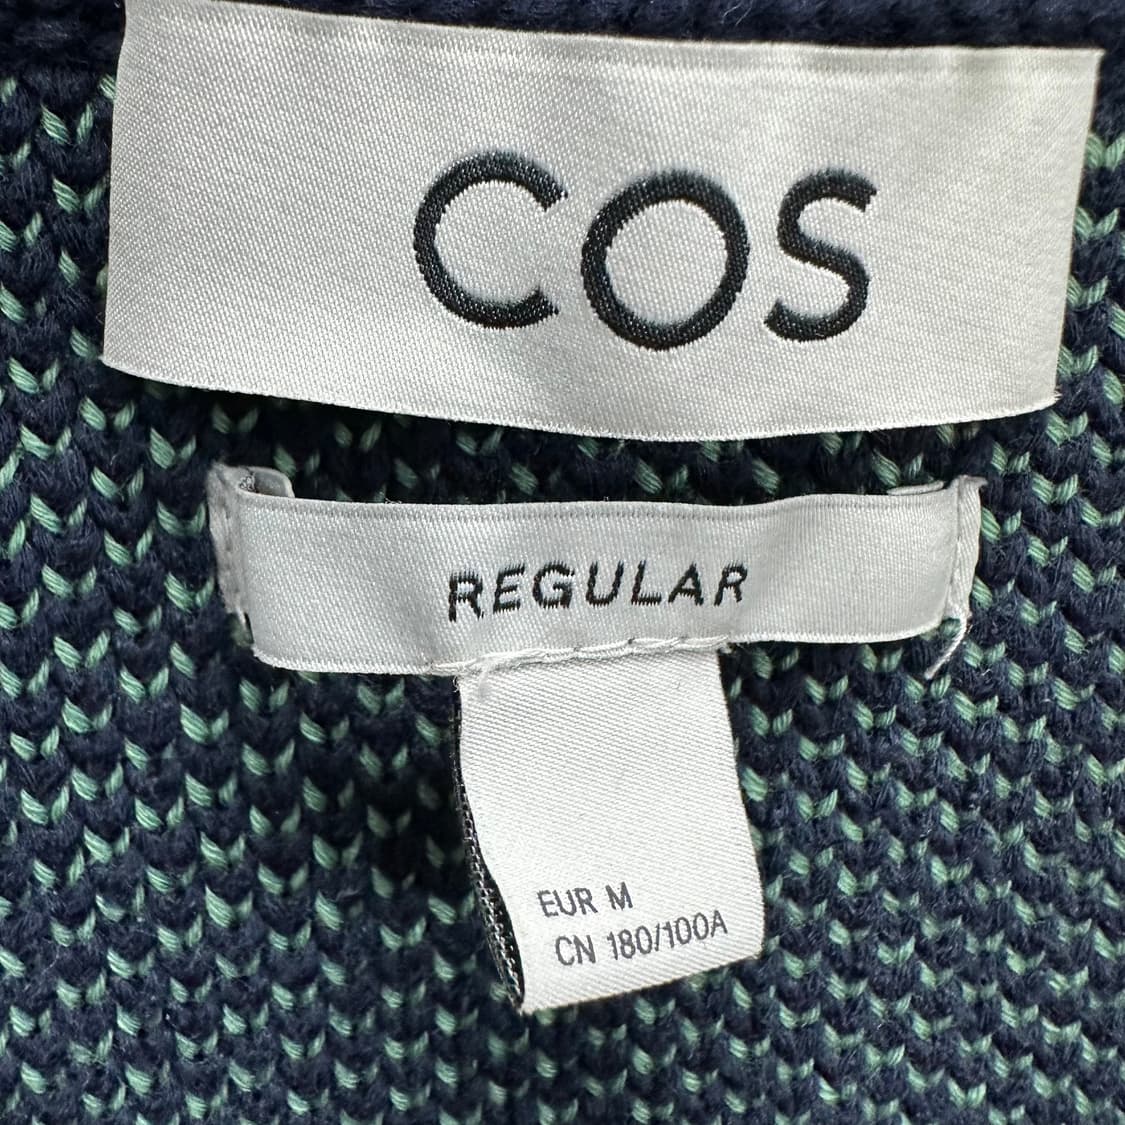 COS
REGULAR
EUR M
CN 180/100A